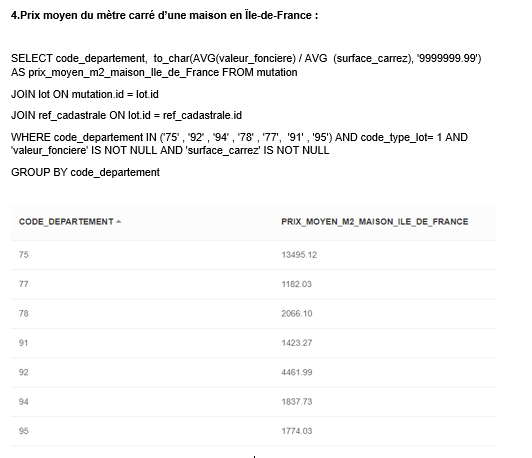 4.Prix moyen du mètre carré d’une maison en Île-de-France :
SELECT code_departement,  to_char(AVG(valeur_fonciere) / AVG  (surface_carrez), '9999999.99')
AS prix_moyen_m2_maison_Ile_de_France FROM mutation
JOIN lot ON mutation.id = lot.id
JOIN ref_cadastrale ON lot.id = ref_cadastrale.id
WHERE code_departement IN ('75' , '92' , '94' , '78' , '77',  '91' , '95') AND code_type_lot= 1 AND
'valeur_fonciere' IS NOT NULL AND 'surface_carrez' IS NOT NULL
GROUP BY code_departement
CODE_DEPARTEMENT PRIX_MOYEN_M2_MAISON_ILE_DE_FRANCE
75 13495.12
77 1182.03
78 2066.10
91 1423.27
92 4461.99
94 1837.73
95 1774.03